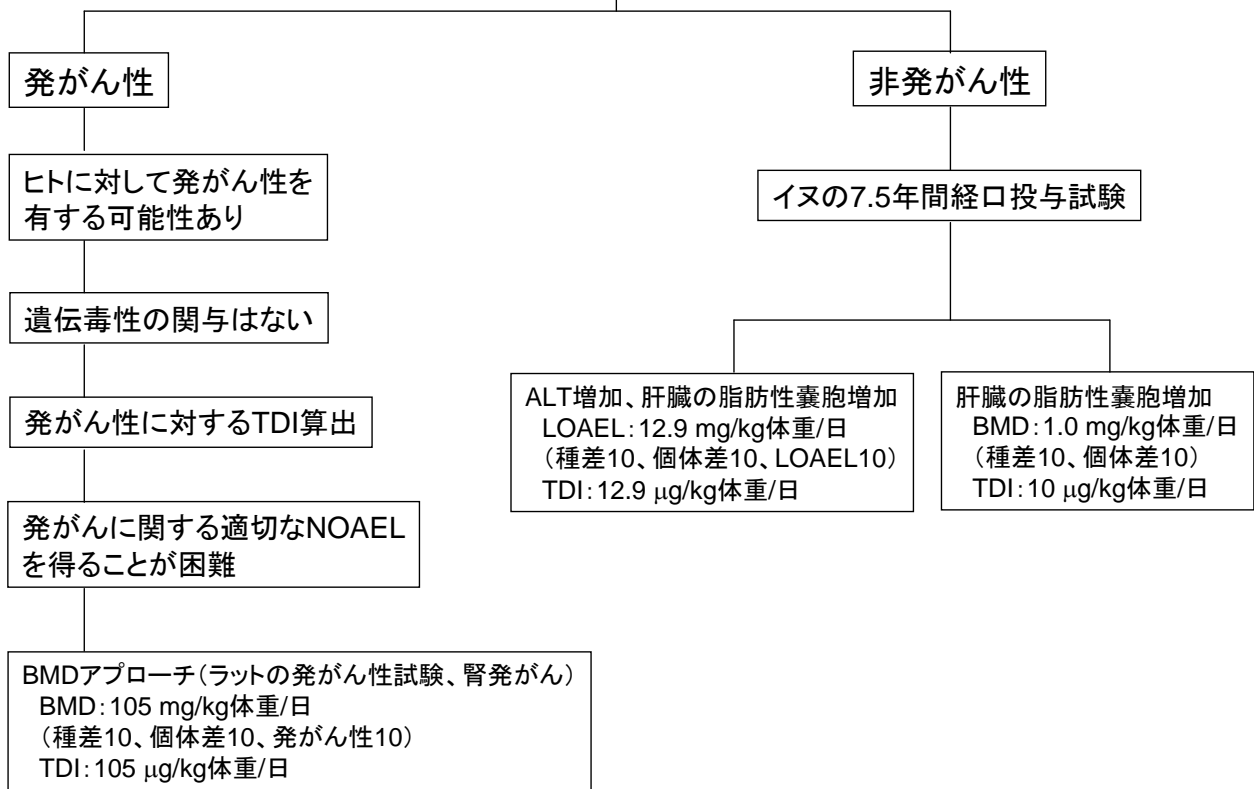 発がん性
ヒトに対して発がん性を
有する可能性あり
遺伝毒性の関与はない
発がん性に対するTDI算出
発がんに関する適切なNOAEL
を得ることが困難
BMDアプローチ(ラットの発がん性試験、腎発がん)
BMD:105 mg/kg体重/日
(種差10、個体差10、発がん性10)
TDI:105 μg/kg体重/日
非発がん性
イヌの7.5年間経口投与試験
ALT増加、肝臓の脂肪性嚢胞増加
LOAEL:12.9 mg/kg体重/日
(種差10、個体差10、LOAEL10)
TDI:12.9 μg/kg体重/日
肝臓の脂肪性嚢胞増加
BMD:1.0 mg/kg体重/日
(種差10、個体差10)
TDI:10 μg/kg体重/日